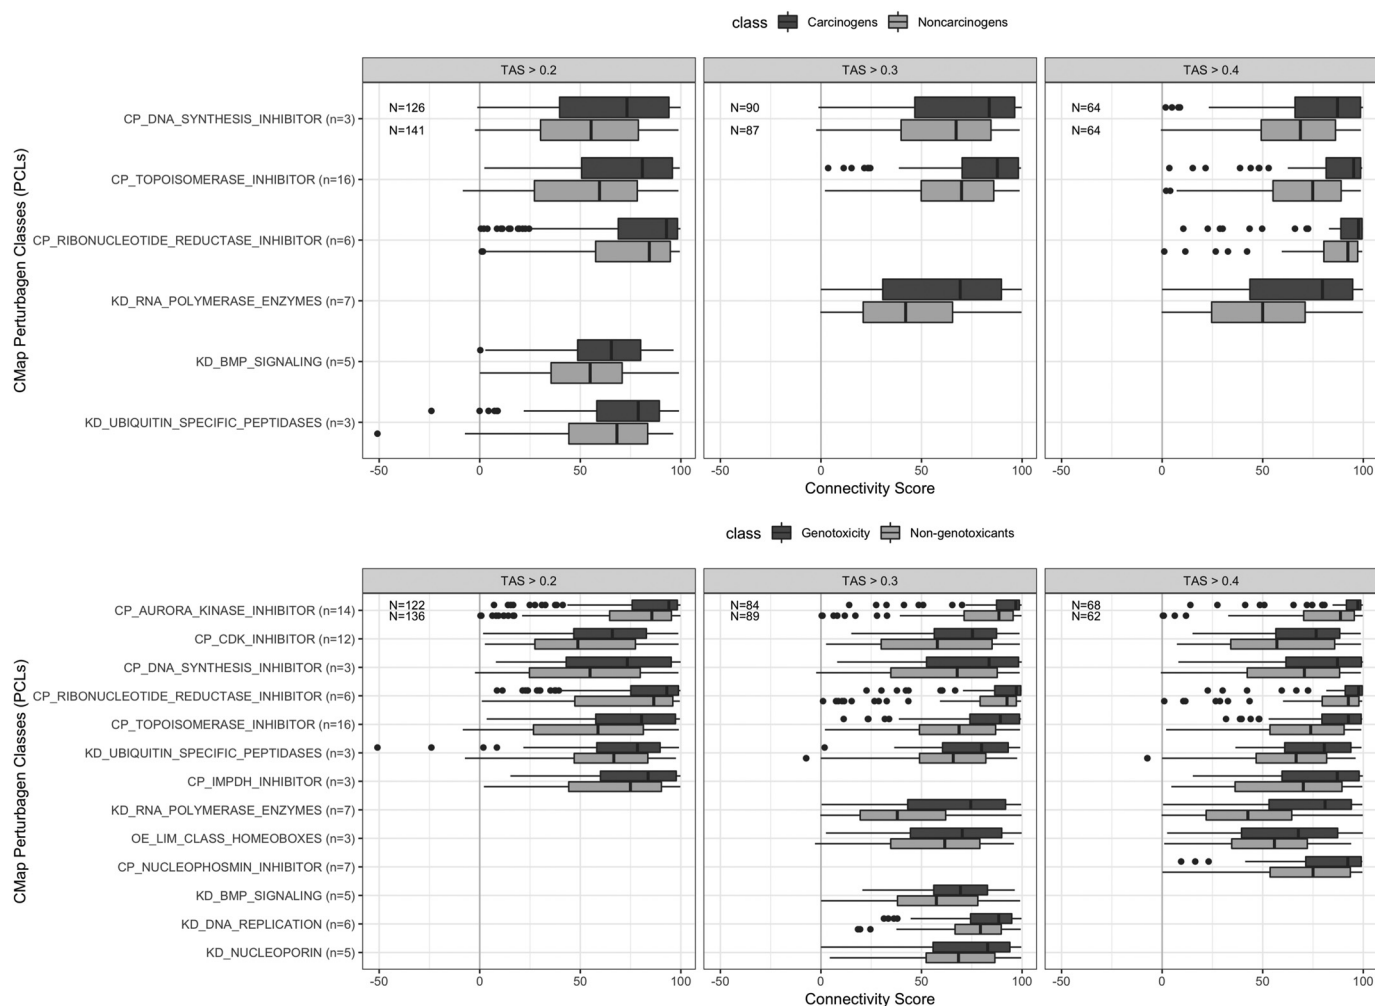 class Carcinogens Noncarcinogens
TAS > 0.2 TAS > 0.3 TAS > 0.4
CMap Perturbagen Classes (PCLs)
CP_DNA_SYNTHESIS_INHIBITOR (n=3)
CP_TOPOISOMERASE_INHIBITOR (n=16)
CP_RIBONUCLEOTIDE_REDUCTASE_INHIBITOR (n=6)
KD_RNA_POLYMERASE_ENZYMES (n=7)
KD_BMP_SIGNALING (n=5)
KD_UBIQUITIN_SPECIFIC_PEPTIDASES (n=3)
N=126 N=90 N=64
N=141 N=87 N=64
-50 0 50 100 -50 0 50 100 -50 0 50 100
Connectivity Score
class Genotoxicity Non-genotoxicants
TAS > 0.2 TAS > 0.3 TAS > 0.4
CMap Perturbagen Classes (PCLs)
CP_AURORA_KINASE_INHIBITOR (n=14)
CP_CDK_INHIBITOR (n=12)
CP_DNA_SYNTHESIS_INHIBITOR (n=3)
CP_RIBONUCLEOTIDE_REDUCTASE_INHIBITOR (n=6)
CP_TOPOISOMERASE_INHIBITOR (n=16)
KD_UBIQUITIN_SPECIFIC_PEPTIDASES (n=3)
CP_IMPDH_INHIBITOR (n=3)
KD_RNA_POLYMERASE_ENZYMES (n=7)
OE_LIM_CLASS_HOMEOBOXES (n=3)
CP_NUCLEOPHOSMIN_INHIBITOR (n=7)
KD_BMP_SIGNALING (n=5)
KD_DNA_REPLICATION (n=6)
KD_NUCLEOPORIN (n=5)
N=122 N=84 N=68
N=136 N=89 N=62
-50 0 50 100 -50 0 50 100 -50 0 50 100
Connectivity Score